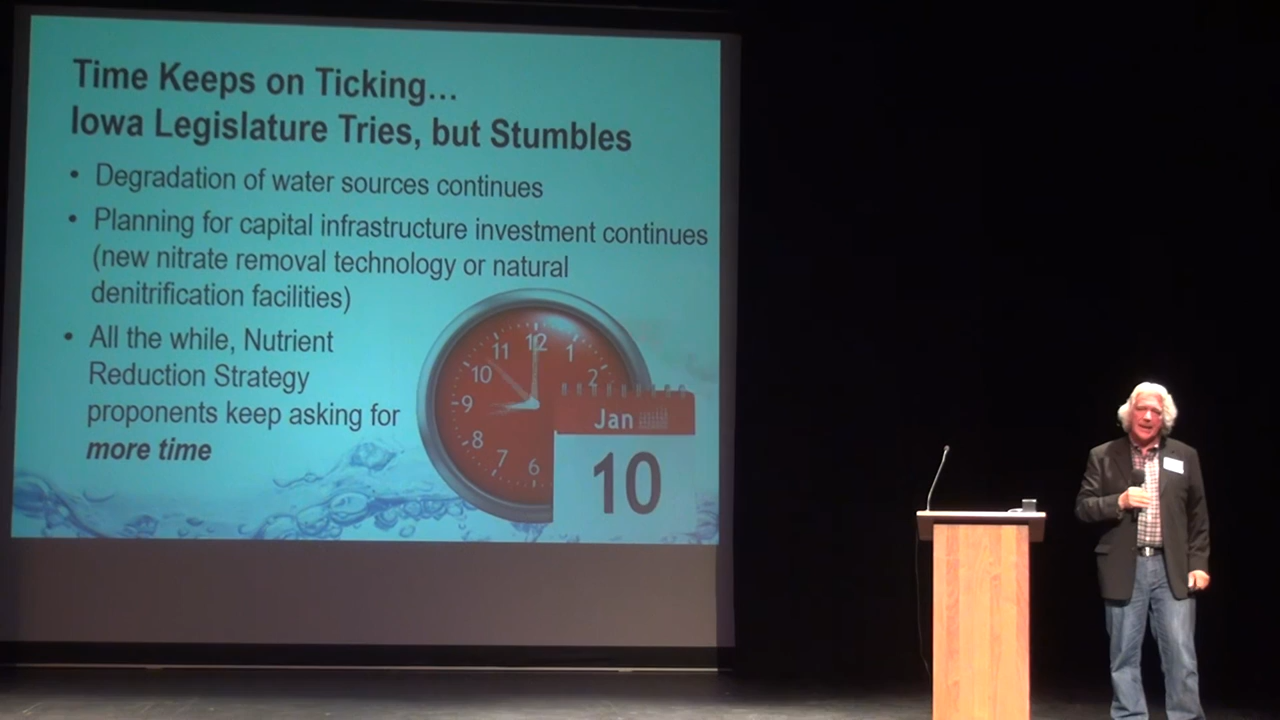 Time Keeps on Ticking…
Iowa Legislature Tries, but Stumbles
• Degradation of water sources continues
• Planning for capital infrastructure investment continues
(new nitrate removal technology or natural
denitrification facilities)
• All the while, Nutrient
Reduction Strategy
proponents keep asking for
more time
12
11
1
10
2
9
8
7
6
Jan
10